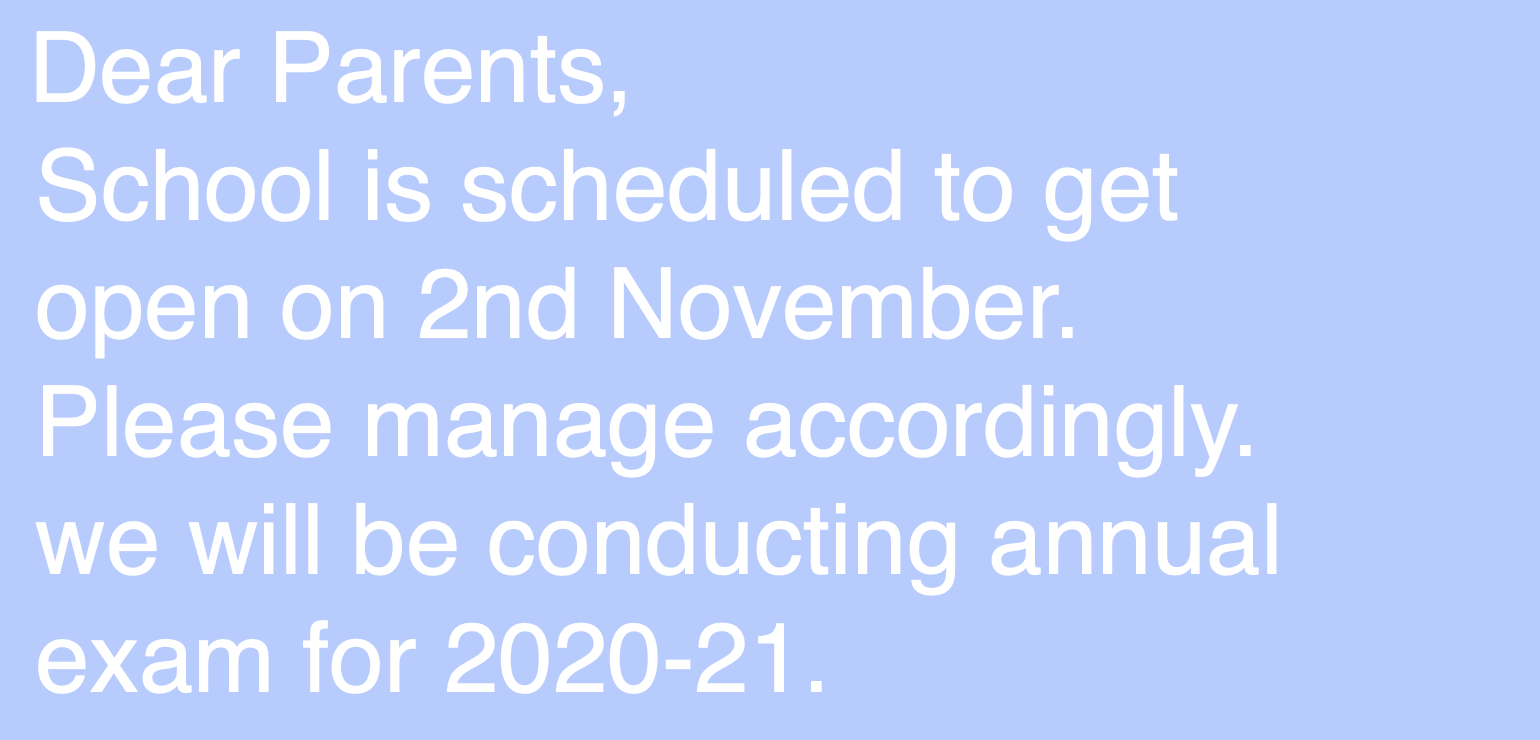 Dear Parents,
School is scheduled to get
open on 2nd November.
Please manage accordingly.
we will be conducting annual
exam for 2020-21.